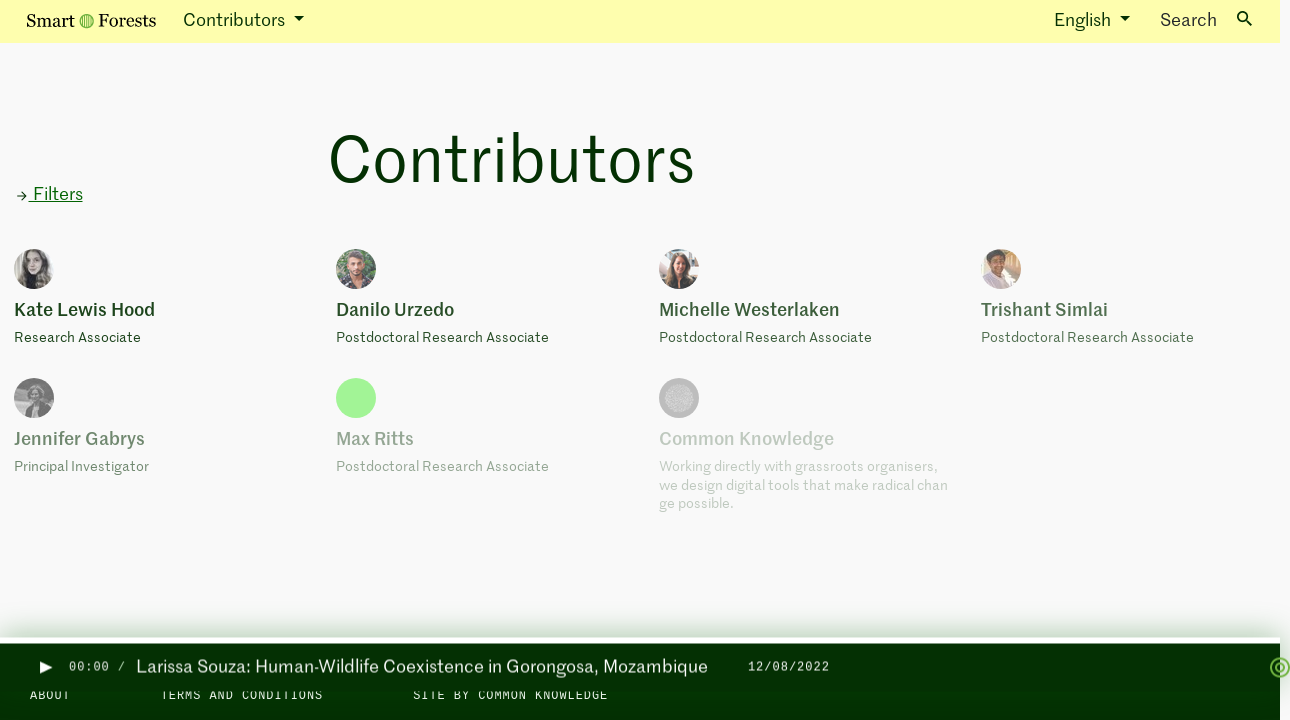 Smart Forests Contributors English Search
Contributors
Filters
Kate Lewis Hood
Research Associate
Danilo Urzedo
Postdoctoral Research Associate
Michelle Westerlaken
Postdoctoral Research Associate
Trishant Simlai
Postdoctoral Research Associate
Jennifer Gabrys
Principal Investigator
Max Ritts
Postdoctoral Research Associate
Common Knowledge
Working directly with grassroots organisers,
we design digital tools that make radical chan
ge possible.
00:00 / Larissa Souza: Human-Wildlife Coexistence in Gorongosa, Mozambique 12/08/2022
ABOUT TERMS AND CONDITIONS SITE BY COMMON KNOWLEDGE